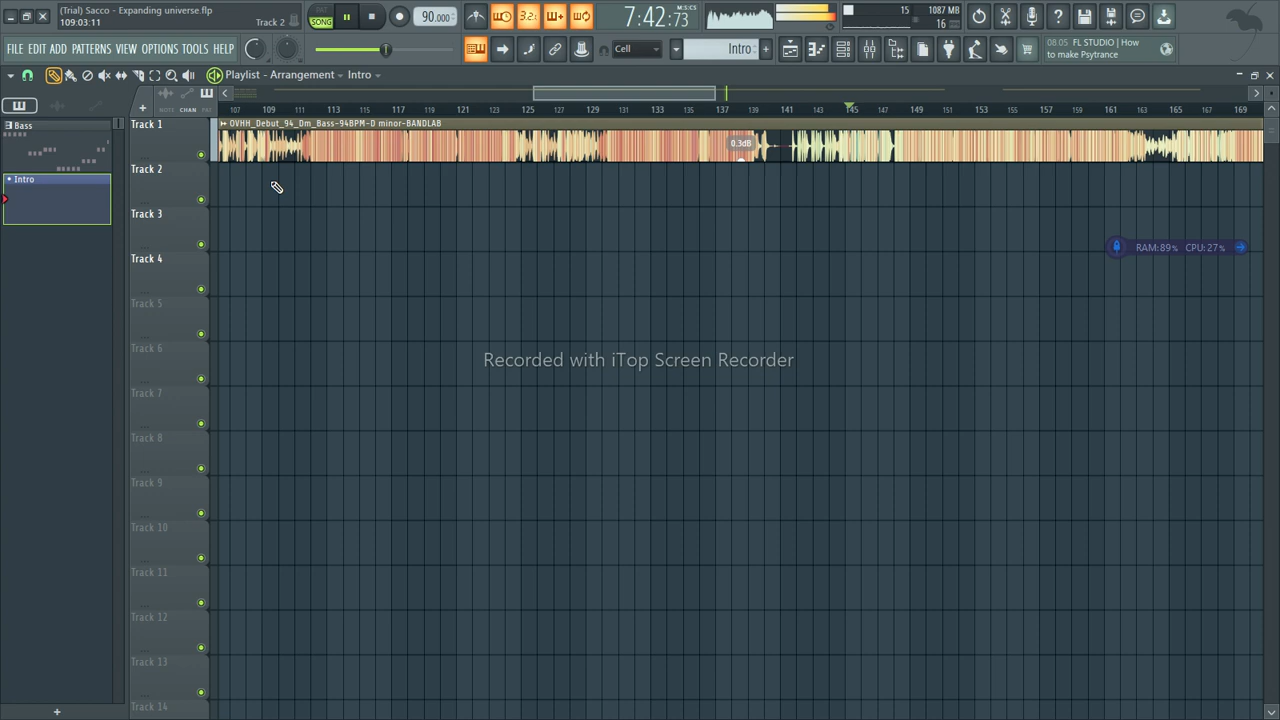 (Trial) Sacco - Expanding universe.flp
109:03:11
Track 2
PAT
SONG
90.000
3.2
7:42:73
M:S:CS
15
1087 MB
16
FILE EDIT ADD PATTERNS VIEW OPTIONS TOOLS HELP
Cell
Intro
08.05 FL STUDIO | How
to make Psytrance
Playlist - Arrangement
Intro
NOTE CHAN PAT
107 109 111 113 115 117 119 121 123 125 127 129 131 133 135 137 139 141 143 145 147 149 151 153 155 157 159 161 163 165 167 169
Bass
Intro
OVHH_Debut_94_Dm_Bass-94BPM-D minor-BANDLAB
0.3dB
Track 1
Track 2
Track 3
Track 4
Track 5
Track 6
Track 7
Track 8
Track 9
Track 10
Track 11
Track 12
Track 13
Track 14
RAM:89% CPU:27%
Recorded with iTop Screen Recorder